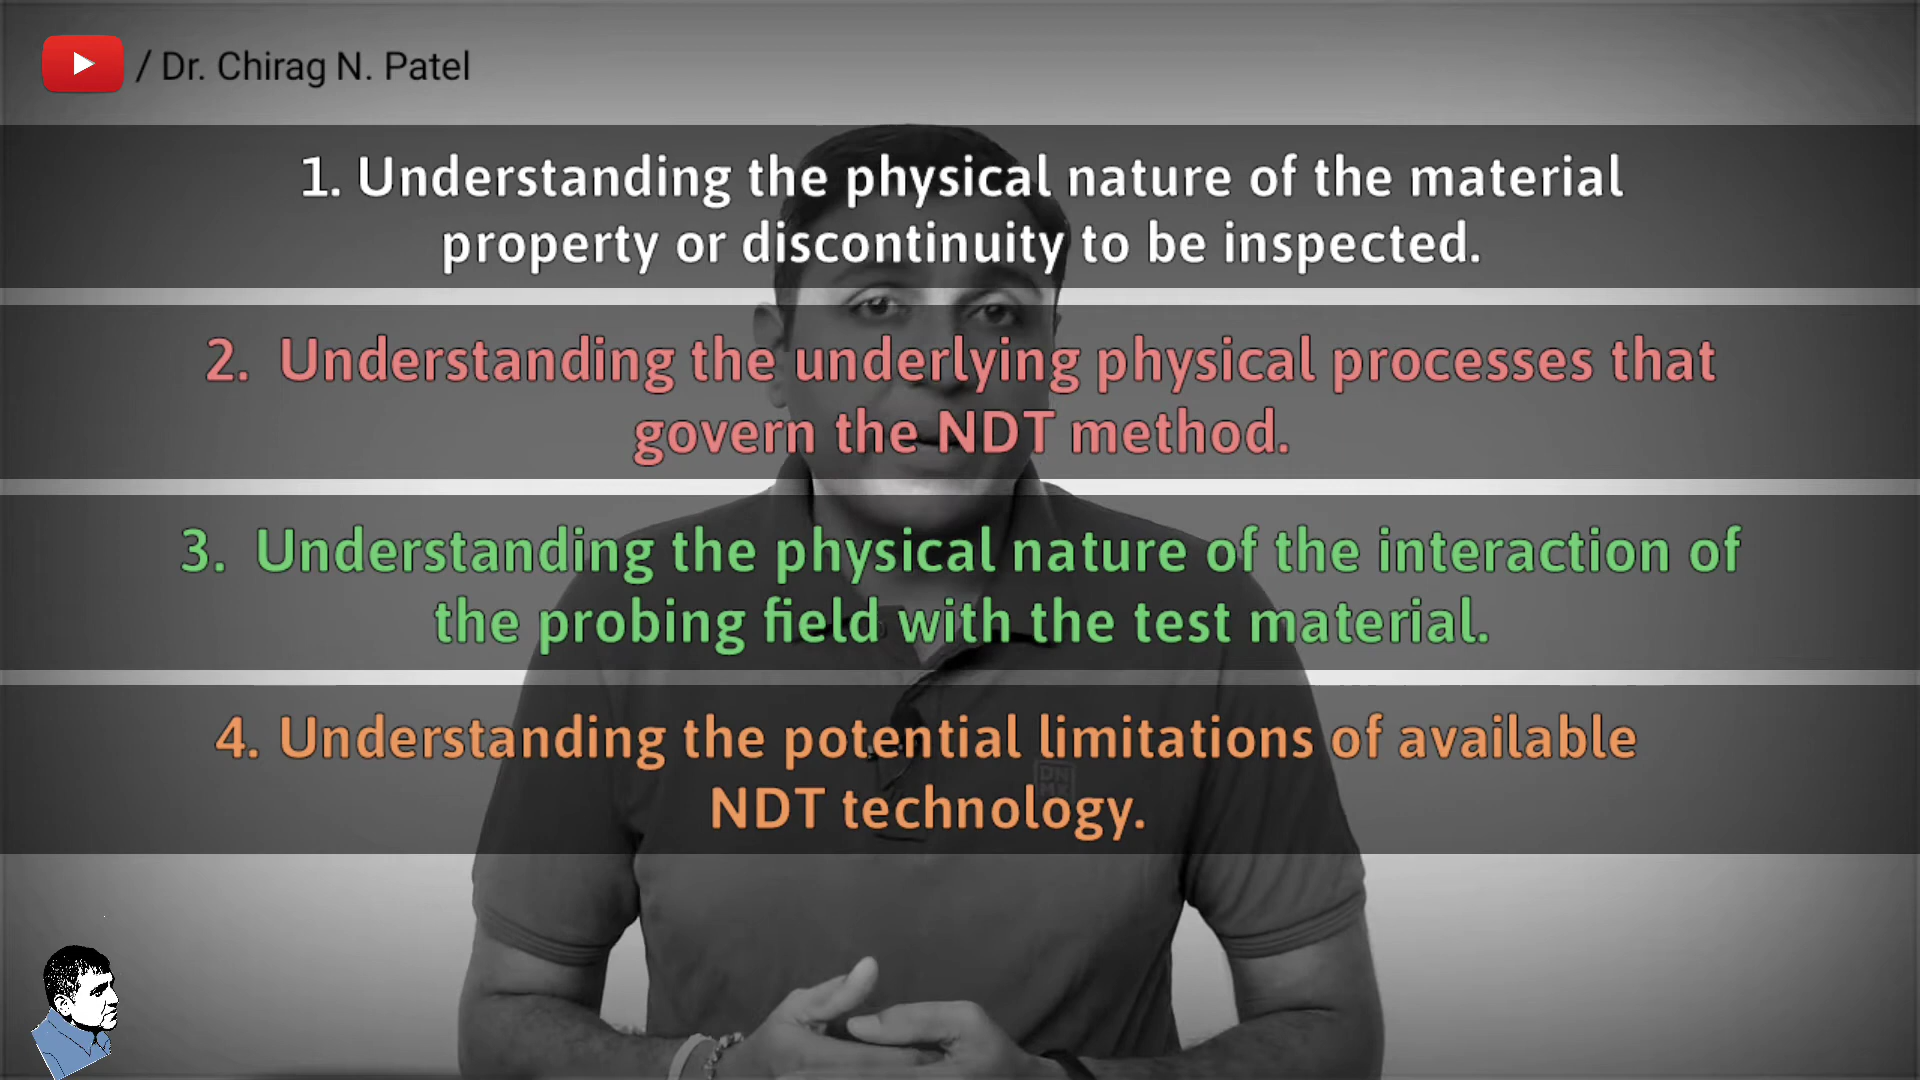 / Dr. Chirag N. Patel
1. Understanding the physical nature of the material
property or discontinuity to be inspected.
2. Understanding the underlying physical processes that
govern the NDT method.
3. Understanding the physical nature of the interaction of
the probing field with the test material.
4. Understanding the potential limitations of available
NDT technology.
DN
MX